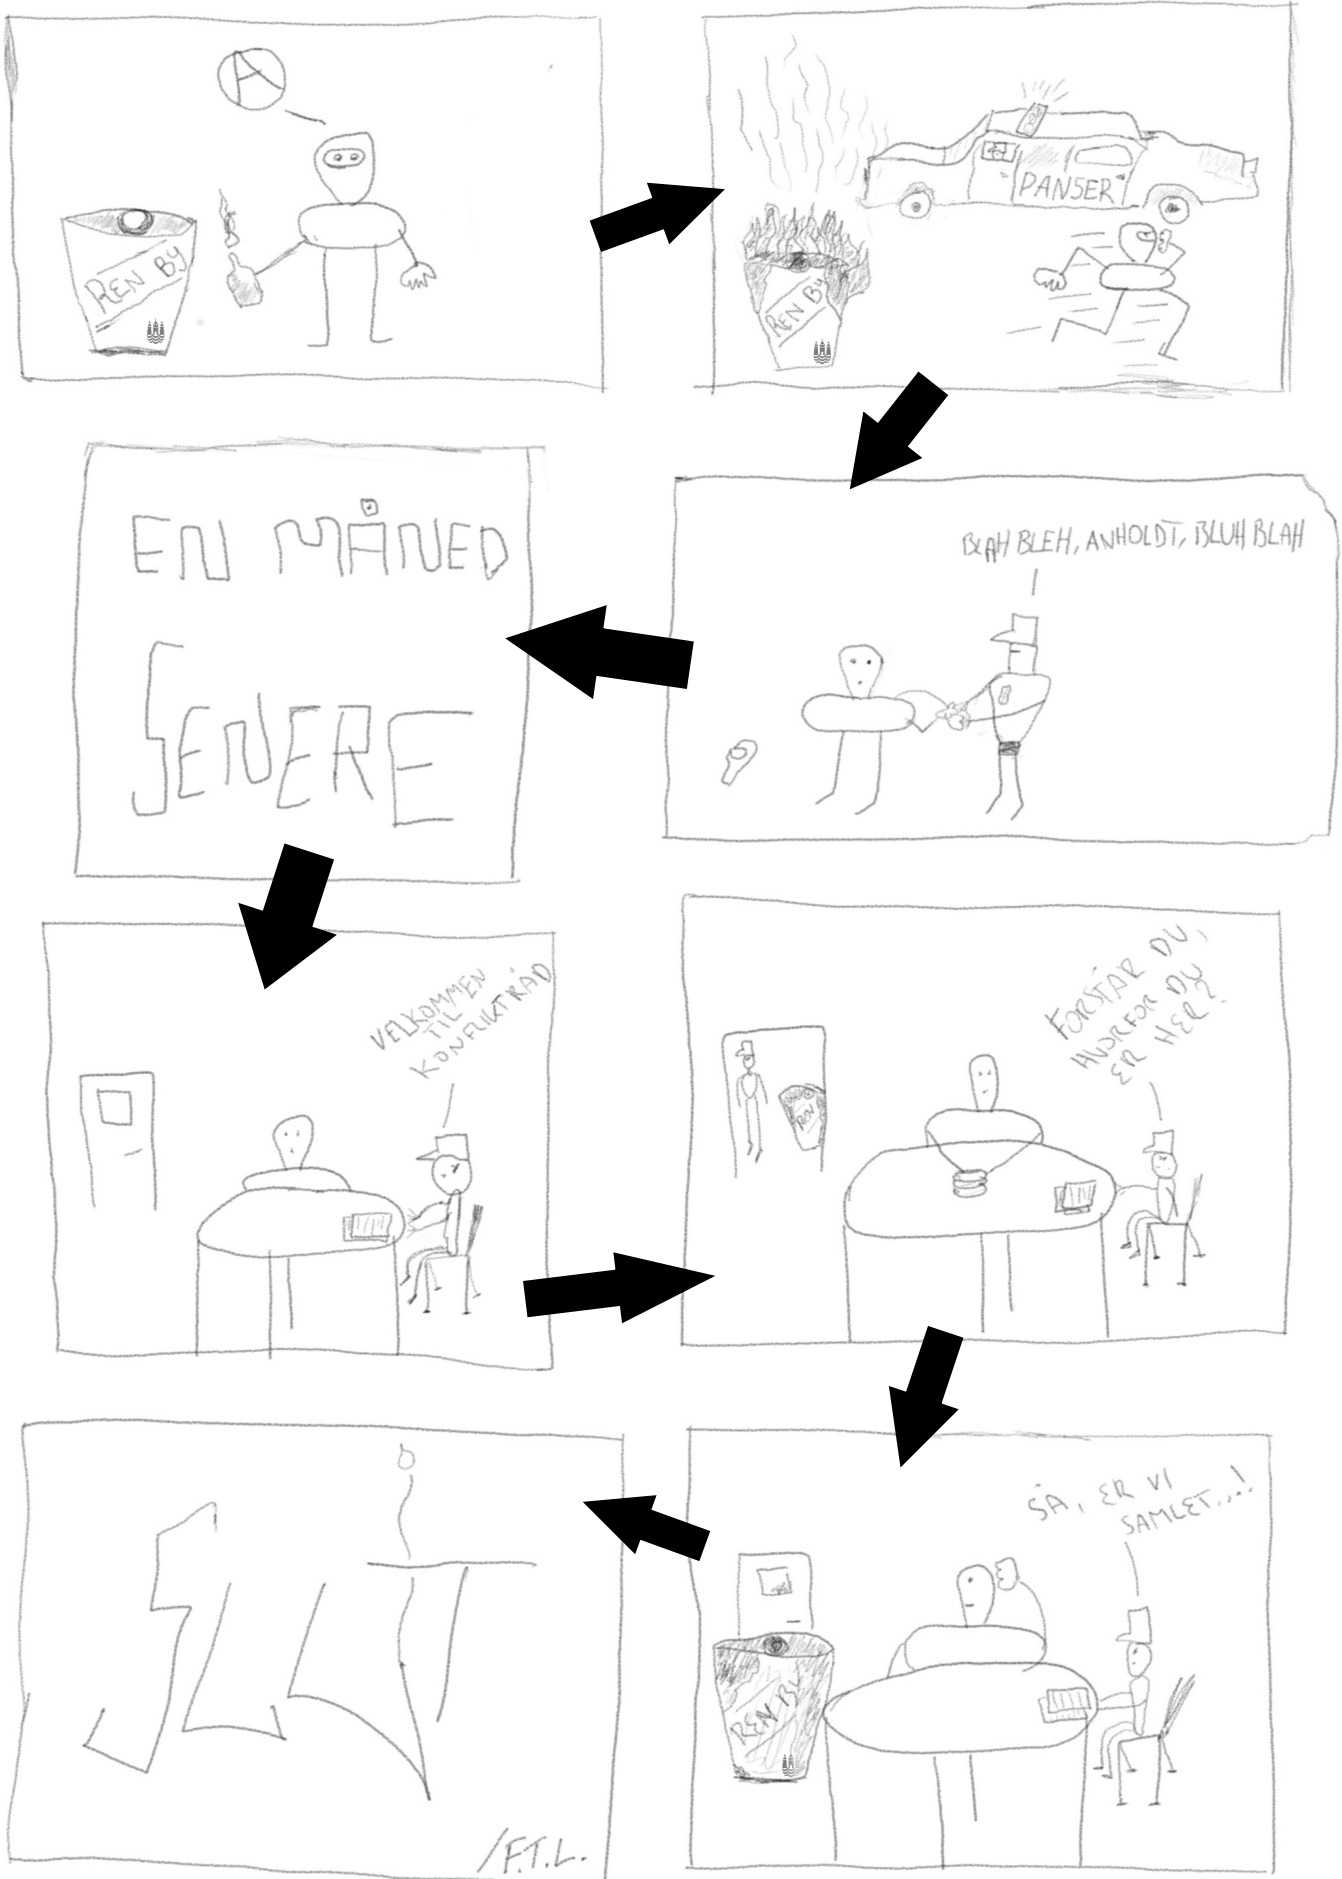 A
REN BY
PANSER
REN BY
BLAH BLEH, ANHOLDT, BLUH BLAH
EN MÅNED
SENERE
VELKOMMEN
TIL
KONFLIKTRÅD
FORSTÅR DU,
HVORFOR DU
ER HER?
REN
SÅ, ER VI
SAMLET..!
REN BY
SLUT
/F.T.L.